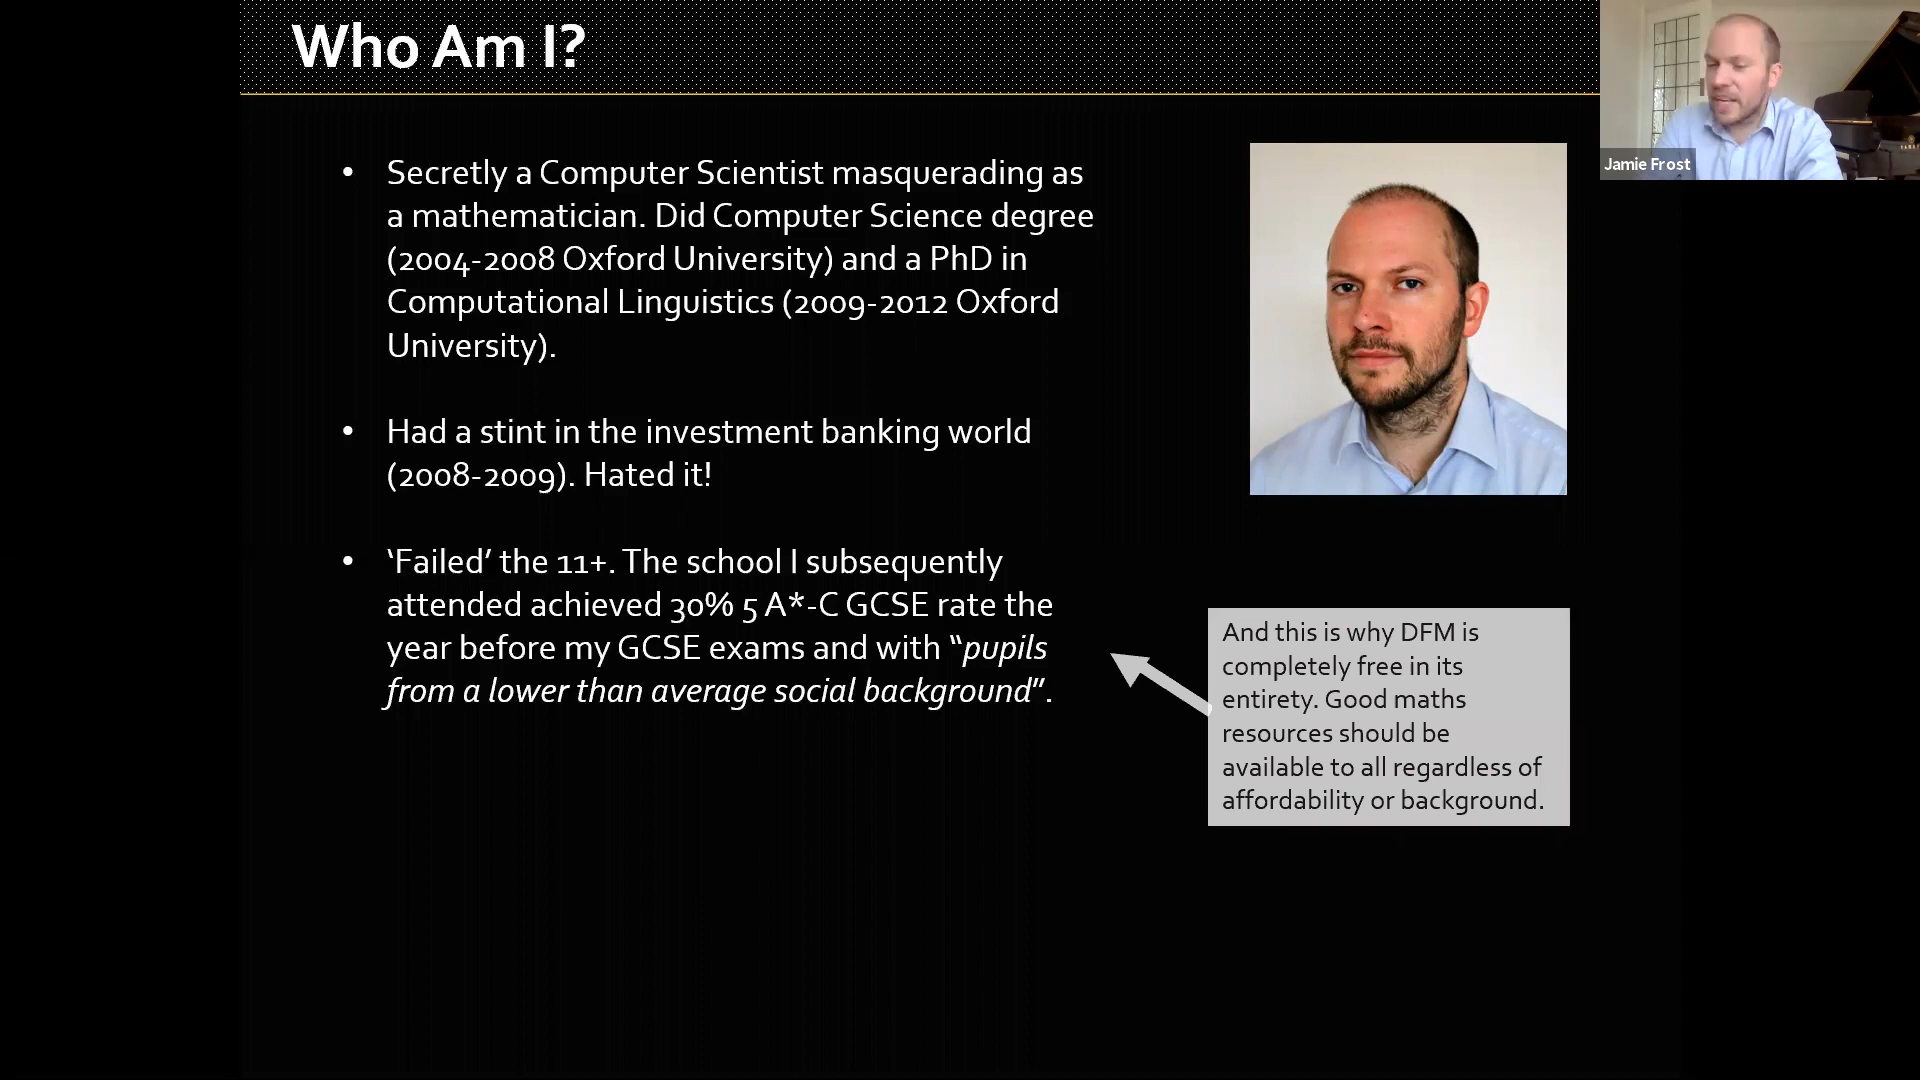 Who Am I?
Jamie Frost
• Secretly a Computer Scientist masquerading as
a mathematician. Did Computer Science degree
(2004-2008 Oxford University) and a PhD in
Computational Linguistics (2009-2012 Oxford
University).
• Had a stint in the investment banking world
(2008-2009). Hated it!
• ‘Failed’ the 11+. The school I subsequently
attended achieved 30% 5 A*-C GCSE rate the
year before my GCSE exams and with “pupils
from a lower than average social background”.
And this is why DFM is
completely free in its
entirety. Good maths
resources should be
available to all regardless of
affordability or background.